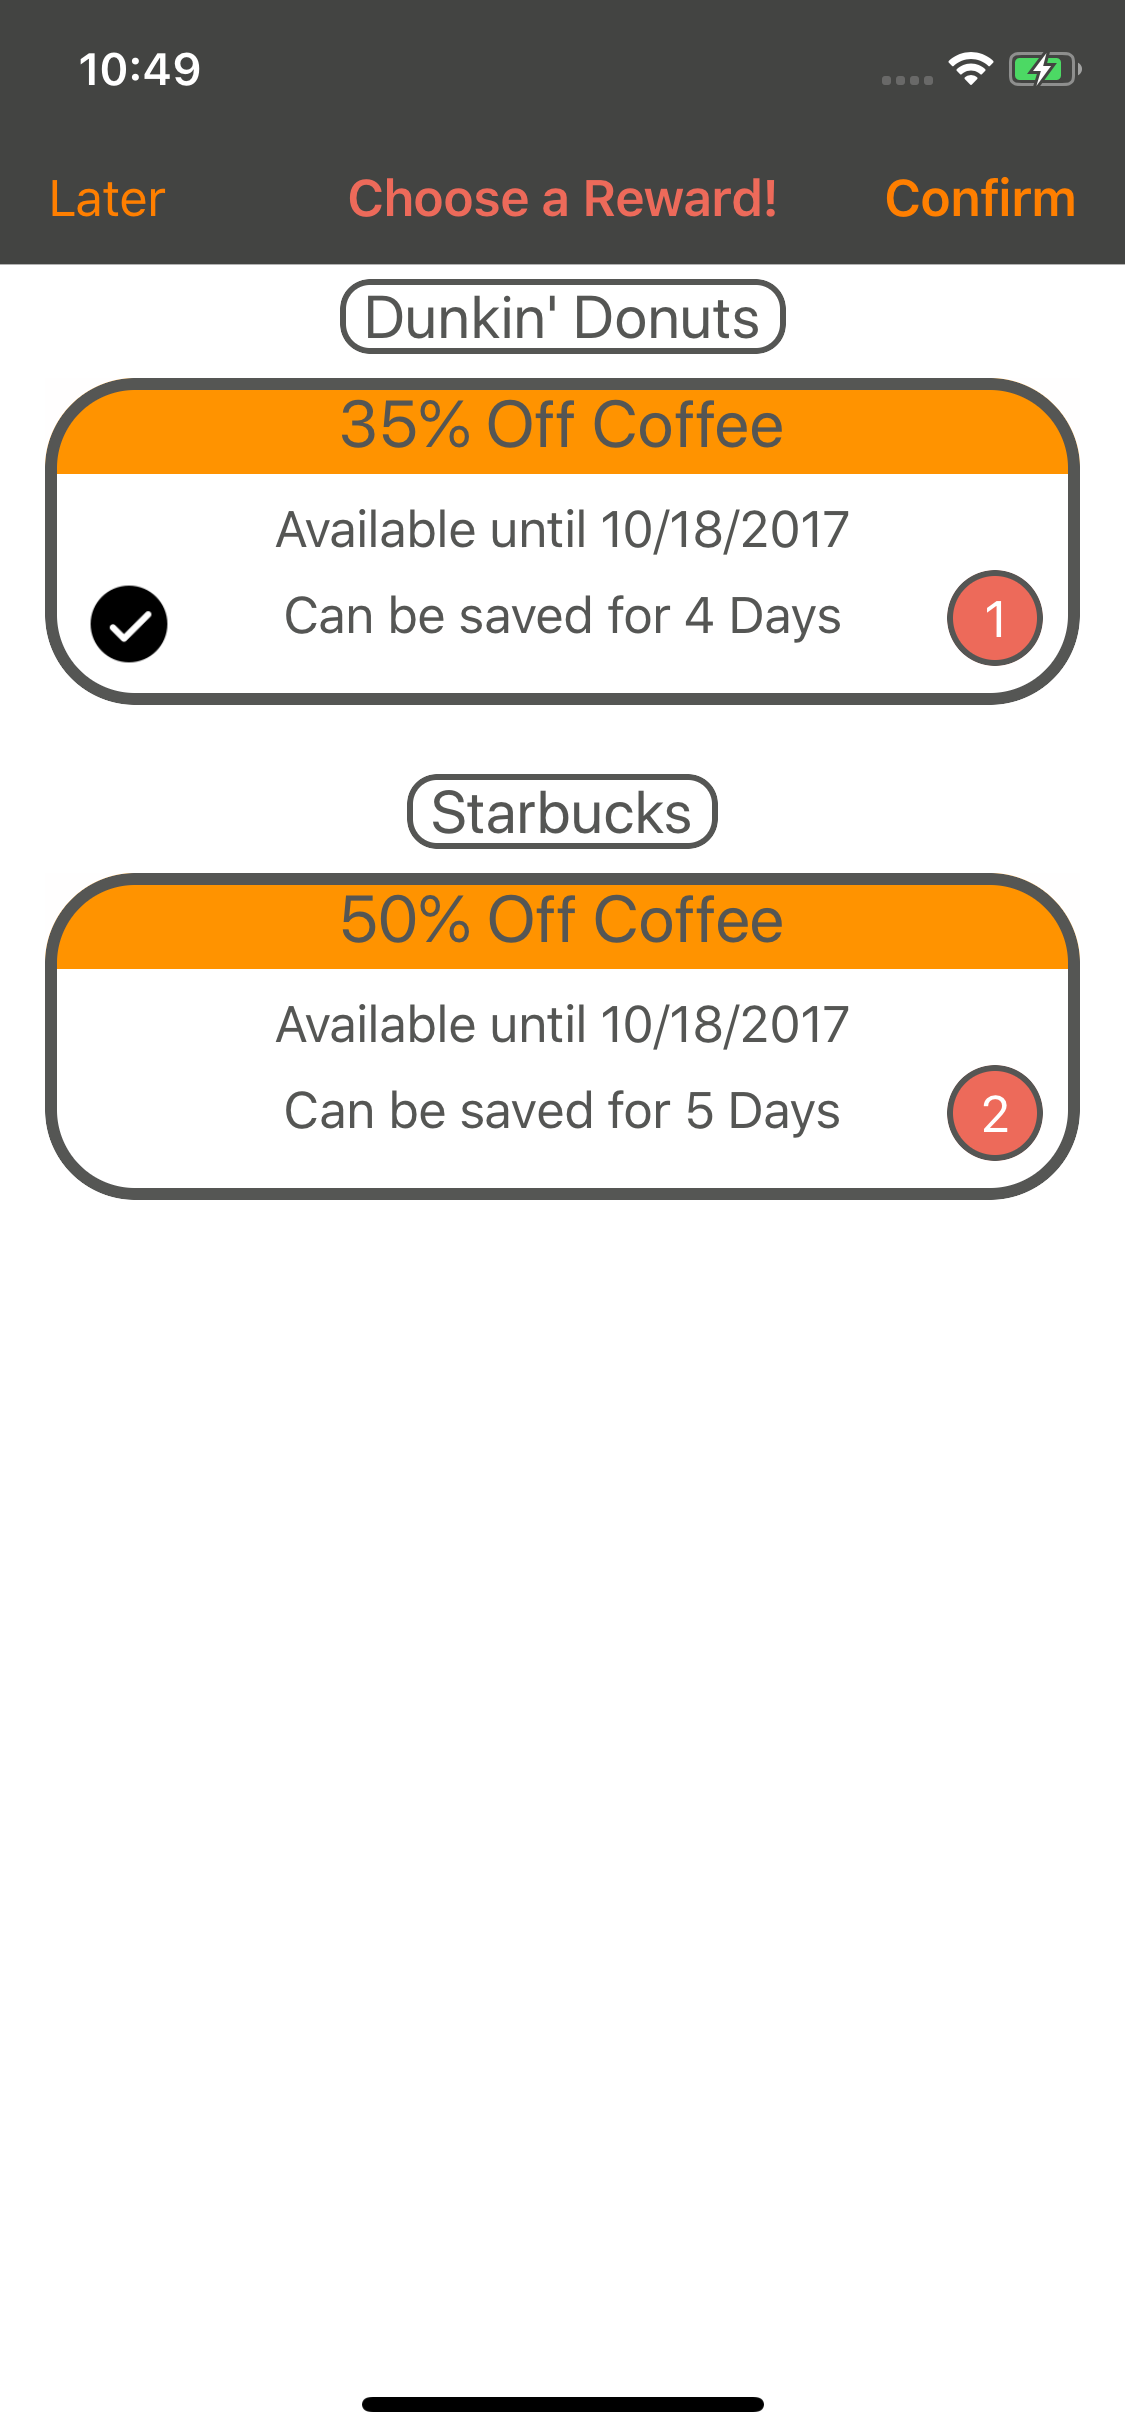 10:49
Later
Choose a Reward!
Confirm
Dunkin' Donuts
35% Off Coffee
Available until 10/18/2017
Can be saved for 4 Days
1
Starbucks
50% Off Coffee
Available until 10/18/2017
Can be saved for 5 Days
2